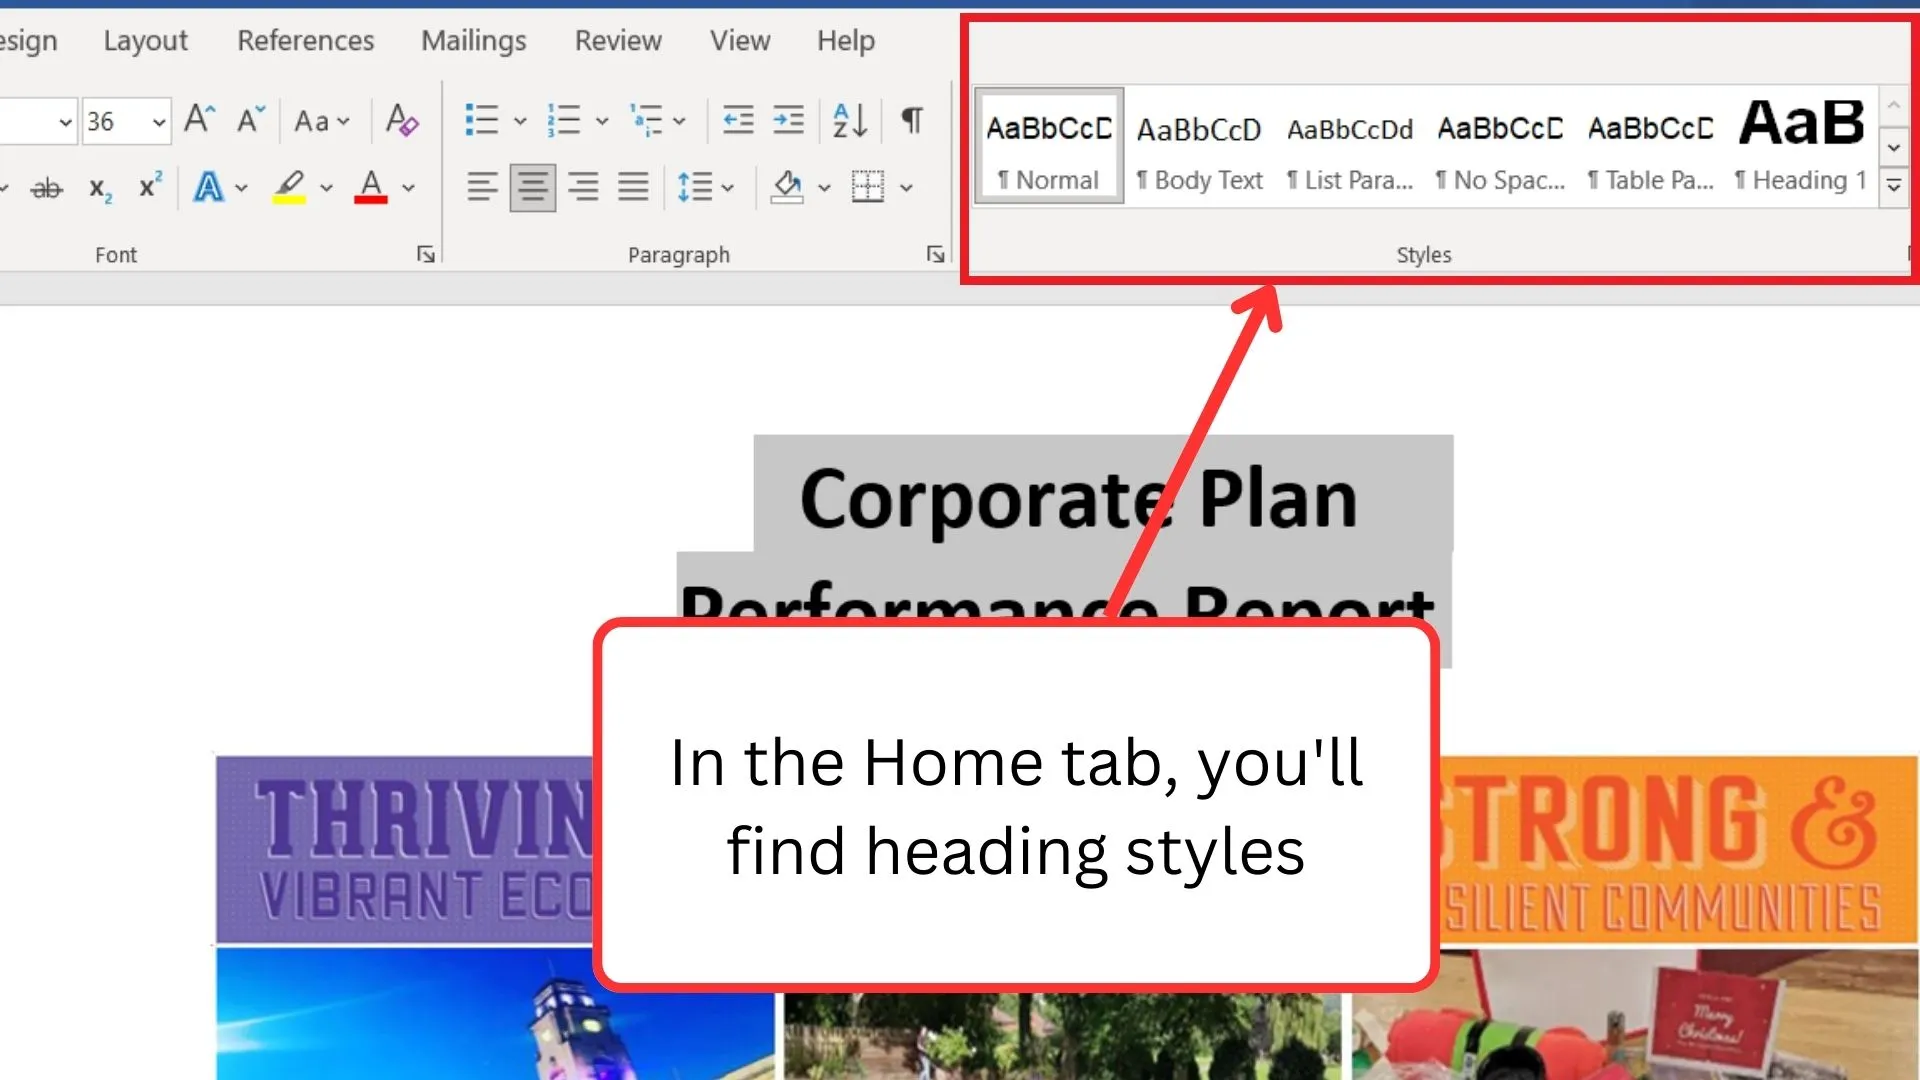 esign Layout References Mailings Review View Help
36 Aa
AaBbCcD AaBbCcD AaBbCcDd AaBbCcD AaBbCcD AaB
¶ Normal ¶ Body Text ¶ List Para... ¶ No Spac... ¶ Table Pa... ¶ Heading 1
ab x₂ x² A A
Font Paragraph Styles
Corporate Plan
Performance Report
In the Home tab, you'll
find heading styles
THRIVIN
VIBRANT ECO
STRONG &
SILIENT COMMUNITIES
Merry
Christmas!